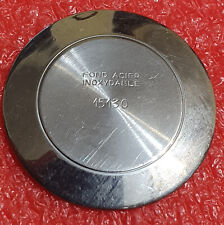 FOND ACIER
INOXYDABLE
15130